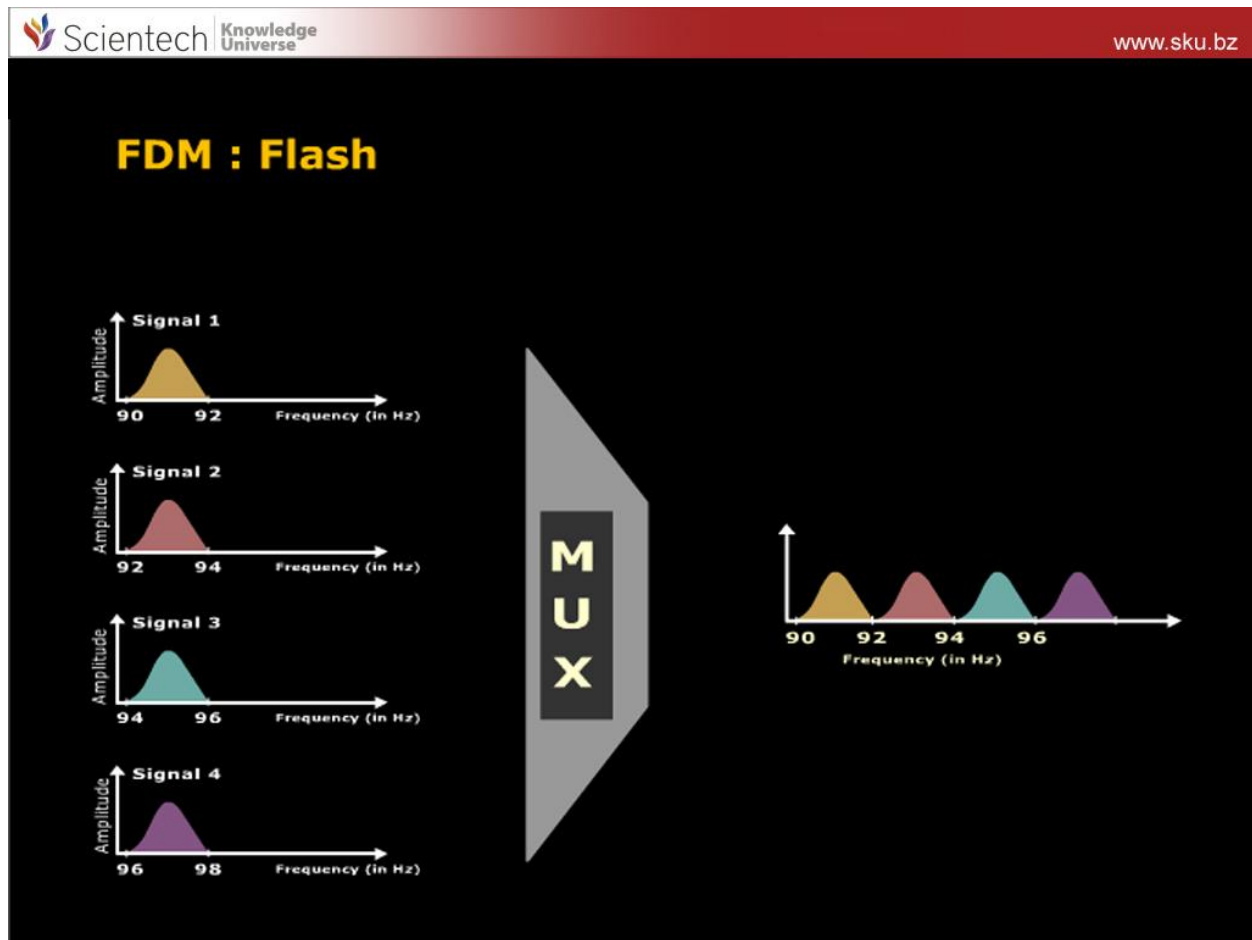 Scientech Knowledge Universe
www.sku.bz
FDM : Flash
Signal 1
Amplitude
90 92 Frequency (in Hz)
Signal 2
Amplitude
92 94 Frequency (in Hz)
Signal 3
Amplitude
94 96 Frequency (in Hz)
Signal 4
Amplitude
96 98 Frequency (in Hz)
M
U
X
90 92 94 96
Frequency (in Hz)